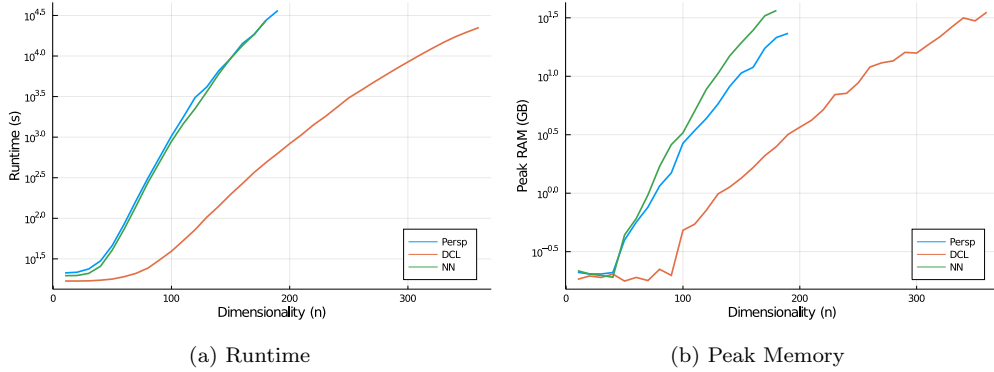 Runtime (s)
10^4.5
10^4.0
10^3.5
10^3.0
10^2.5
10^2.0
10^1.5
0
100
200
300
Dimensionality (n)
Persp
DCL
NN
(a) Runtime
Peak RAM (GB)
10^1.5
10^1.0
10^0.5
10^0.0
10^−0.5
0
100
200
300
Dimensionality (n)
Persp
DCL
NN
(b) Peak Memory